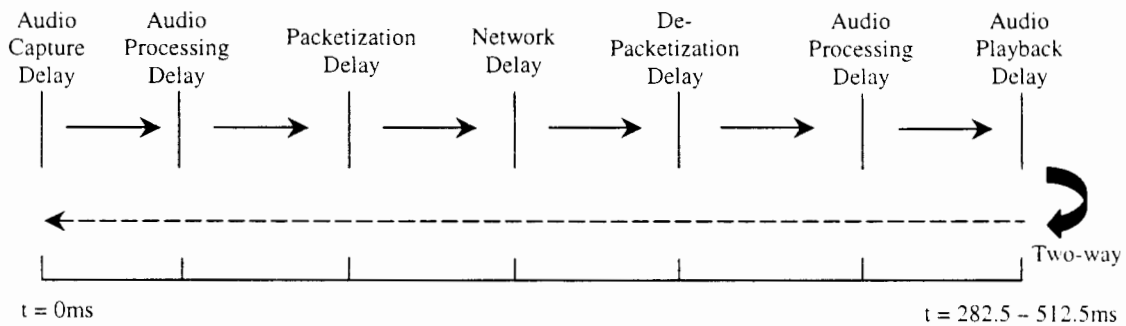 Audio
Capture
Delay
Audio
Processing
Delay
Packetization
Delay
Network
Delay
De-
Packetization
Delay
Audio
Processing
Delay
Audio
Playback
Delay
Two-way
t = 0ms
t = 282.5 – 512.5ms